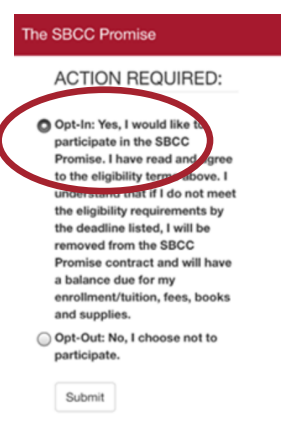 The SBCC Promise
ACTION REQUIRED:
Opt-In: Yes, I would like to
participate in the SBCC
Promise. I have read and agree
to the eligibility terms above. I
understand that if I do not meet
the eligibility requirements by
the deadline listed, I will be
removed from the SBCC
Promise contract and will have
a balance due for my
enrollment/tuition, fees, books
and supplies.
Opt-Out: No, I choose not to
participate.
Submit